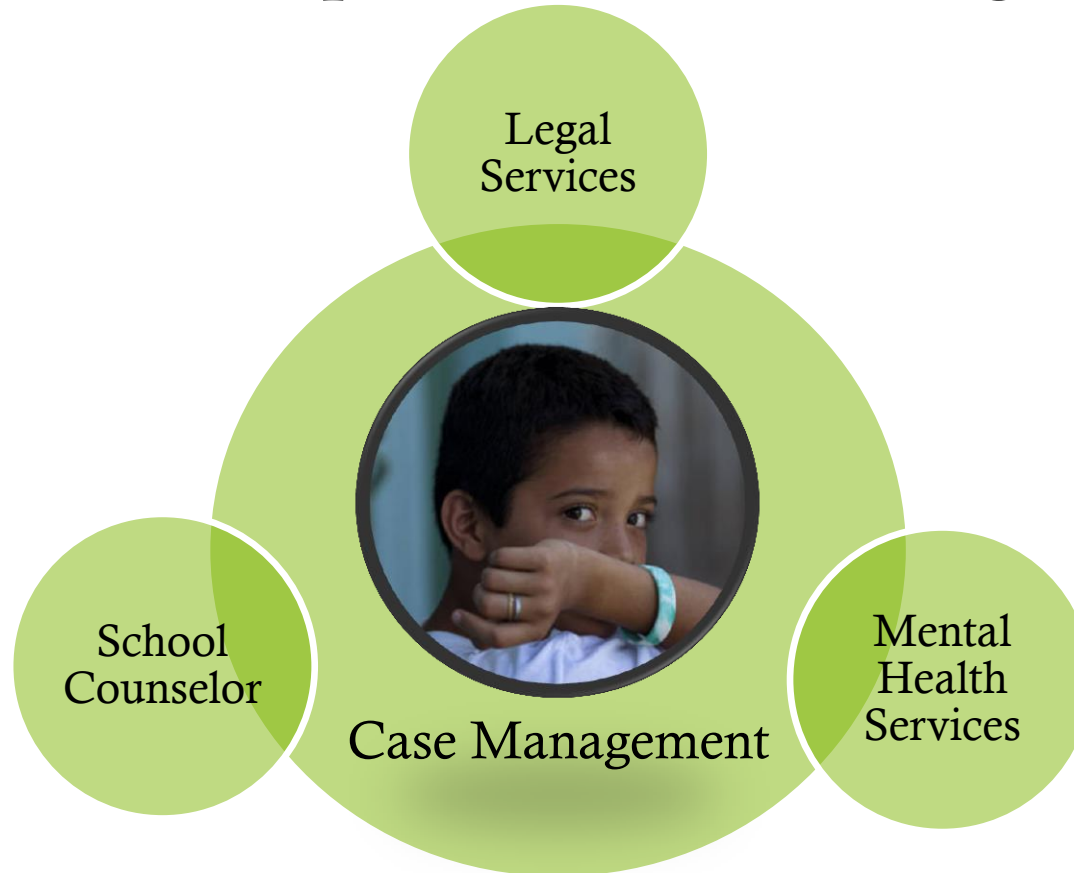 Legal
Services
School
Counselor
Mental
Health
Services
Case Management